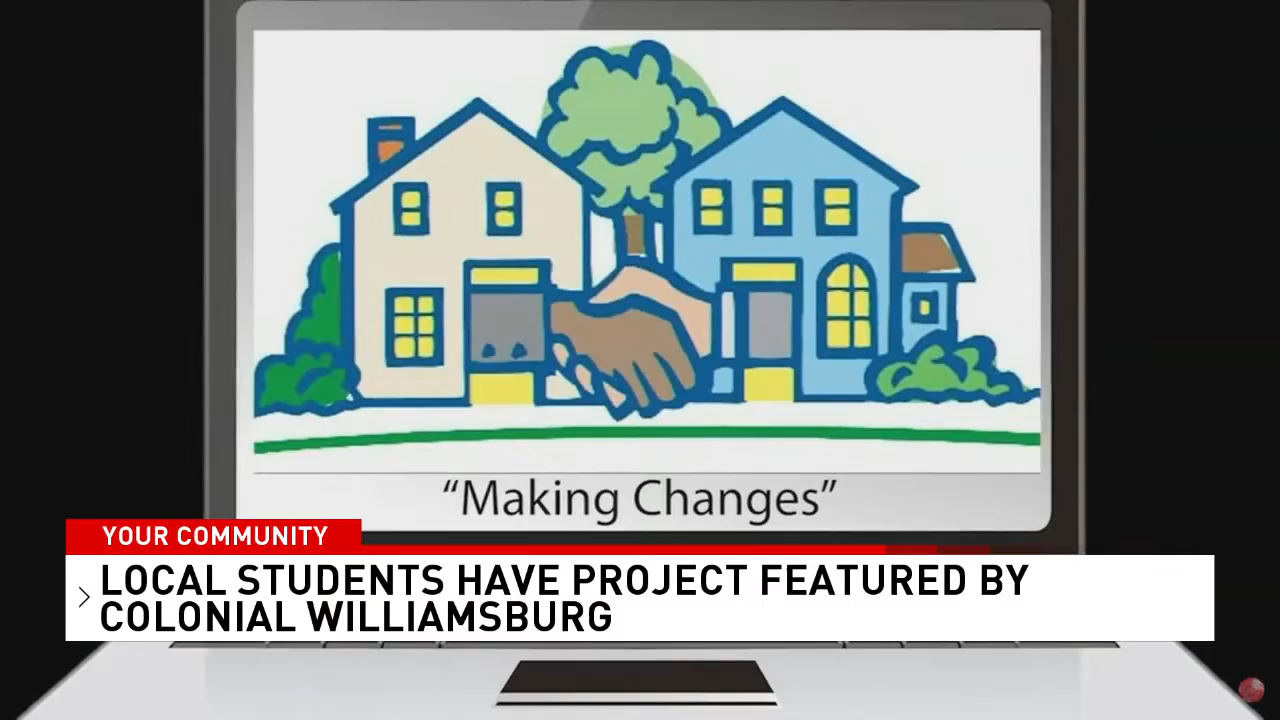 “Making Changes”
YOUR COMMUNITY
LOCAL STUDENTS HAVE PROJECT FEATURED BY
COLONIAL WILLIAMSBURG